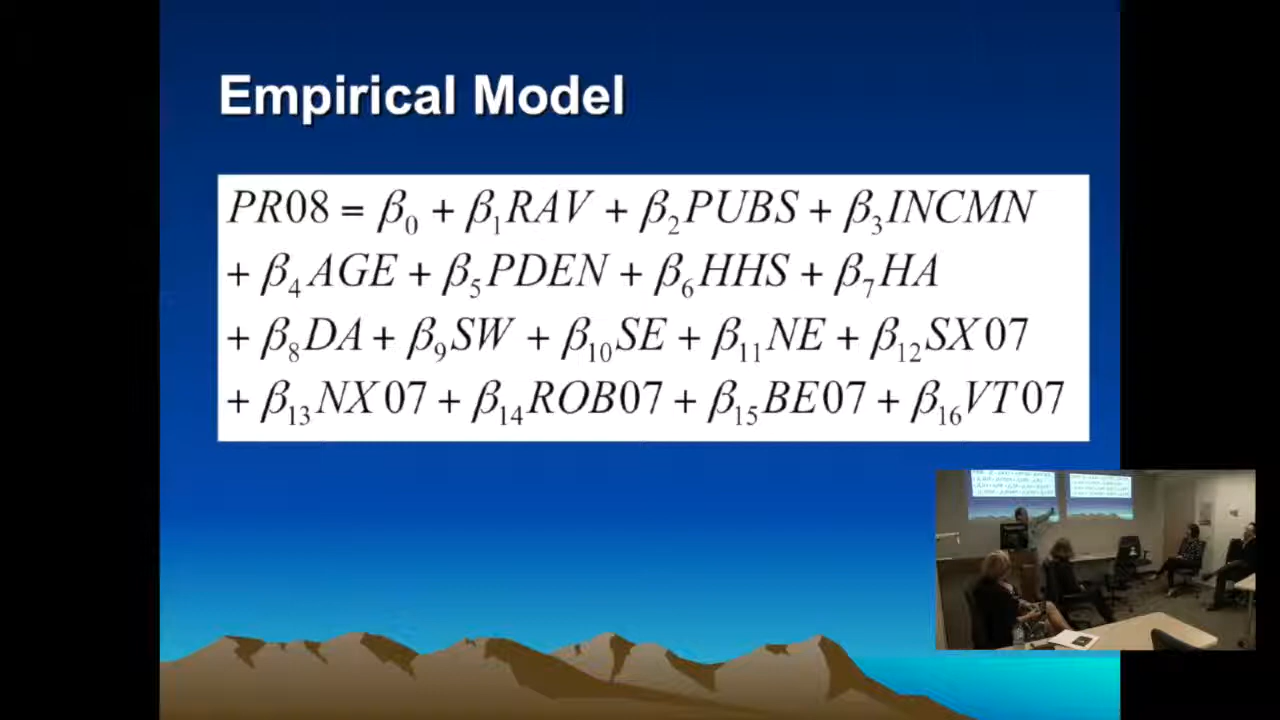 Empirical Model
PR08 = β₀ + β₁RAV + β₂PUBS + β₃INCMN
+ β₄AGE + β₅PDEN + β₆HHS + β₇HA
+ β₈DA + β₉SW + β₁₀SE + β₁₁NE + β₁₂SX07
+ β₁₃NX07 + β₁₄ROB07 + β₁₅BE07 + β₁₆VT07